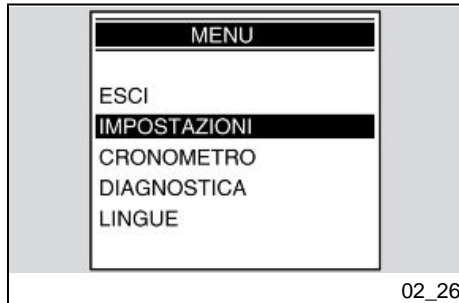 MENU
ESCI
IMPOSTAZIONI
CRONOMETRO
DIAGNOSTICA
LINGUE
02_26